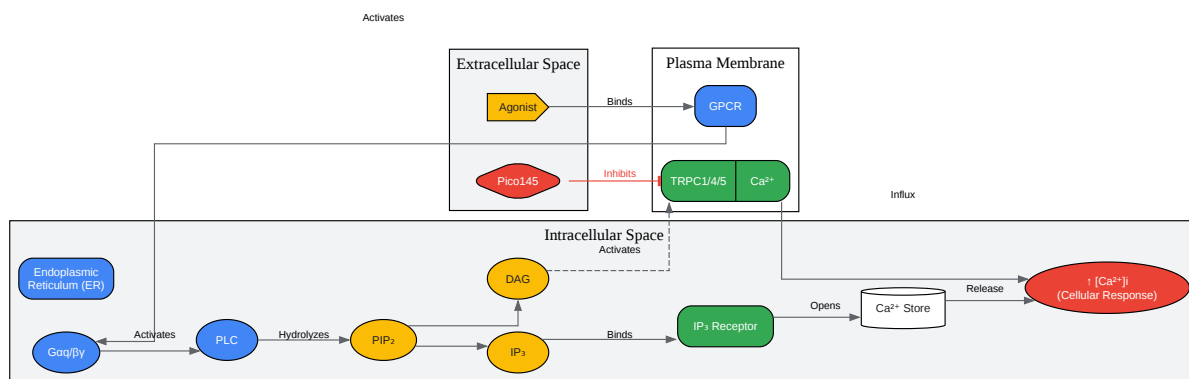 Activates
Extracellular Space
Plasma Membrane
Agonist
Binds
GPCR
Pico145
Inhibits
TRPC1/4/5
Ca²⁺
Influx
Intracellular Space
Activates
Endoplasmic
Reticulum (ER)
DAG
↑ [Ca²⁺]i
(Cellular Response)
Release
Opens
Ca²⁺ Store
IP₃ Receptor
Activates
PLC
Hydrolyzes
PIP₂
Binds
Gαq/βγ
IP₃